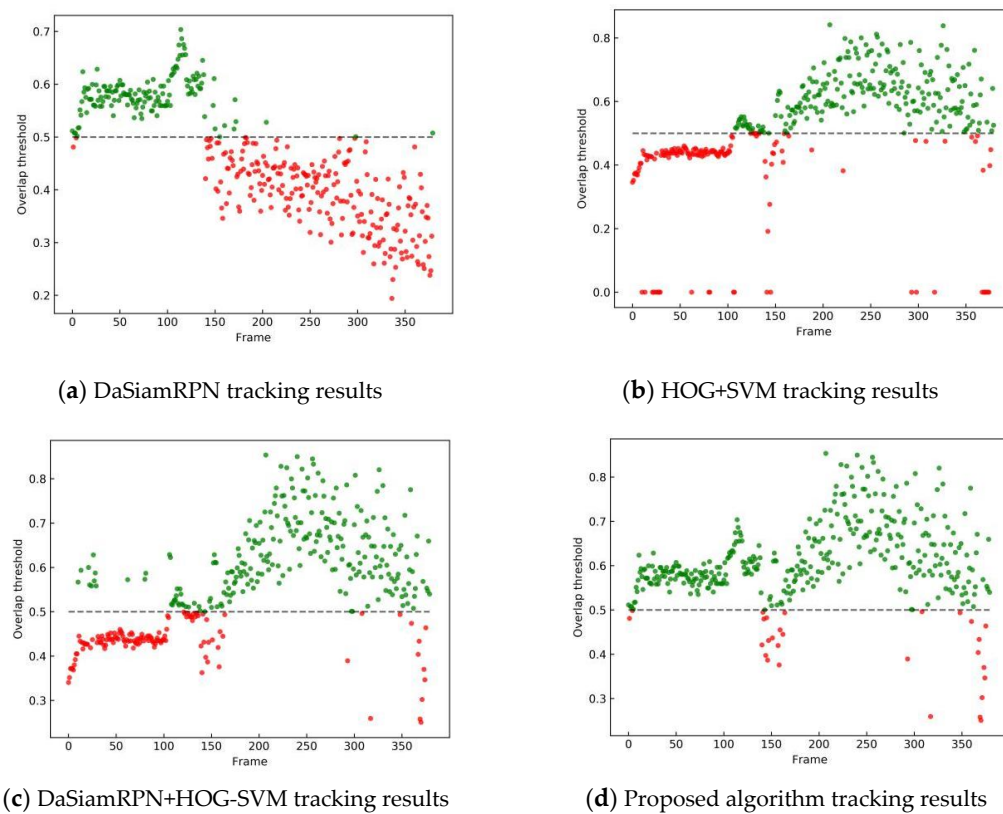 0.7
0.6
0.5
0.4
0.3
0.2
Overlap threshold
0 50 100 150 200 250 300 350
Frame
(a) DaSiamRPN tracking results
0.8
0.6
0.4
0.2
0.0
Overlap threshold
0 50 100 150 200 250 300 350
Frame
(b) HOG+SVM tracking results
0.8
0.7
0.6
0.5
0.4
0.3
Overlap threshold
0 50 100 150 200 250 300 350
Frame
(c) DaSiamRPN+HOG-SVM tracking results
0.8
0.7
0.6
0.5
0.4
0.3
Overlap threshold
0 50 100 150 200 250 300 350
Frame
(d) Proposed algorithm tracking results